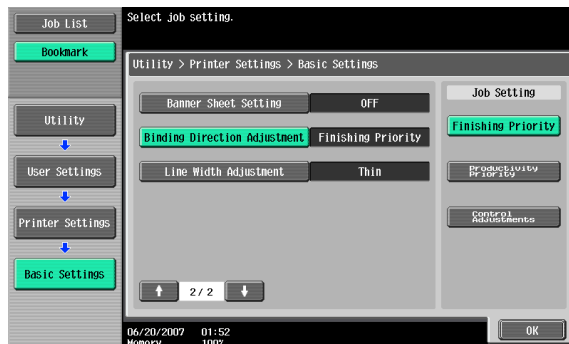 Job List
Bookmark
Utility
User Settings
Printer Settings
Basic Settings
Select job setting.
Utility > Printer Settings > Basic Settings
Banner Sheet Setting OFF
Binding Direction Adjustment Finishing Priority
Line Width Adjustment Thin
2/ 2
Job Setting
Finishing Priority
Productivity
Priority
Control
Adjustments
06/20/2007 01:52
Memory 100%
OK